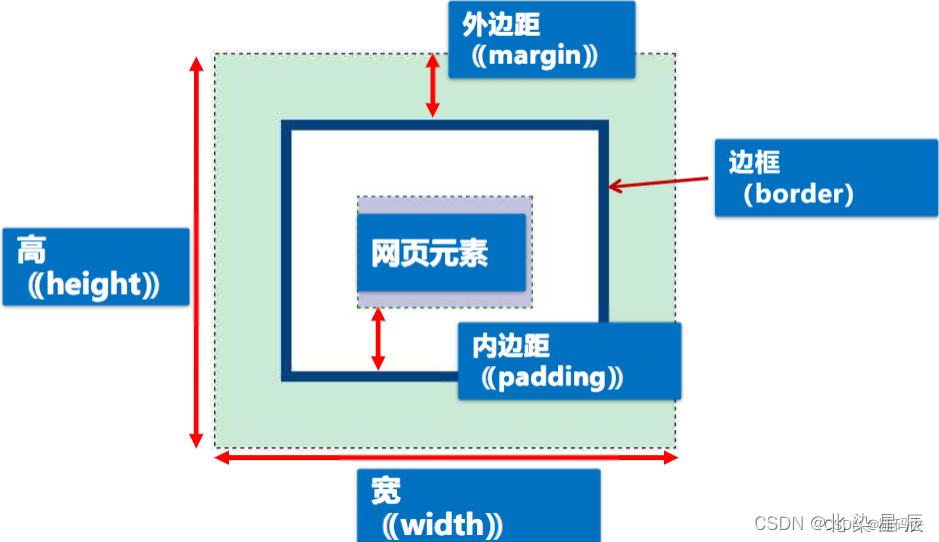 外边距
((margin))
边框
(border)
高
((height))
网页元素
内边距
((padding))
宽
((width))
CSDN @北染星辰